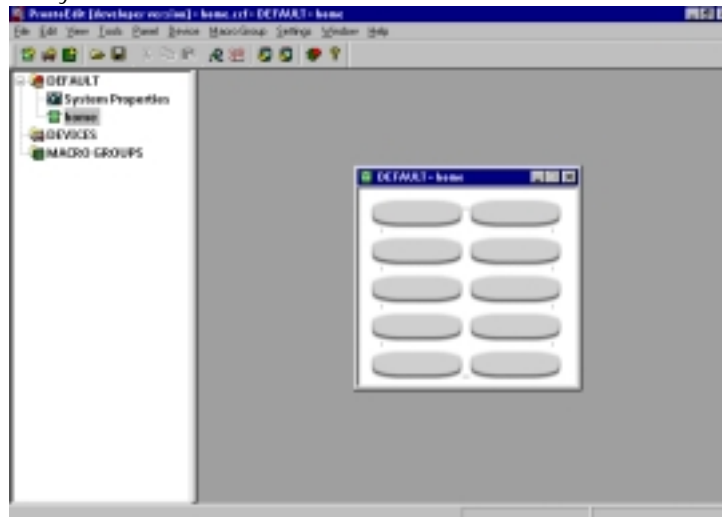 ProntoEdit [developer version] - home.ccf - DEFAULT - home
File Edit View Tools Panel Device MacroGroup Settings Window Help
DEFAULT
System Properties
home
DEVICES
MACRO GROUPS
DEFAULT - home